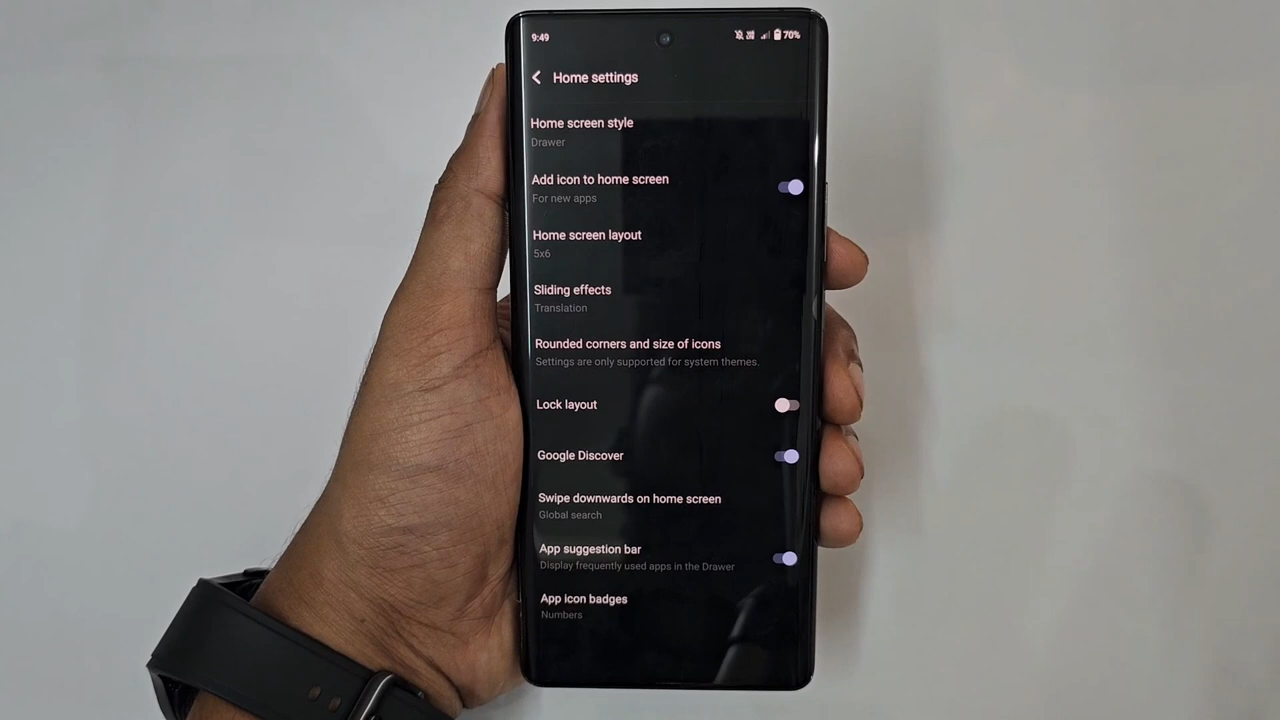 9:49
70%
Home settings
Home screen style
Drawer
Add icon to home screen
For new apps
Home screen layout
5x6
Sliding effects
Translation
Rounded corners and size of icons
Settings are only supported for system themes.
Lock layout
Google Discover
Swipe downwards on home screen
Global search
App suggestion bar
Display frequently used apps in the Drawer
App icon badges
Numbers